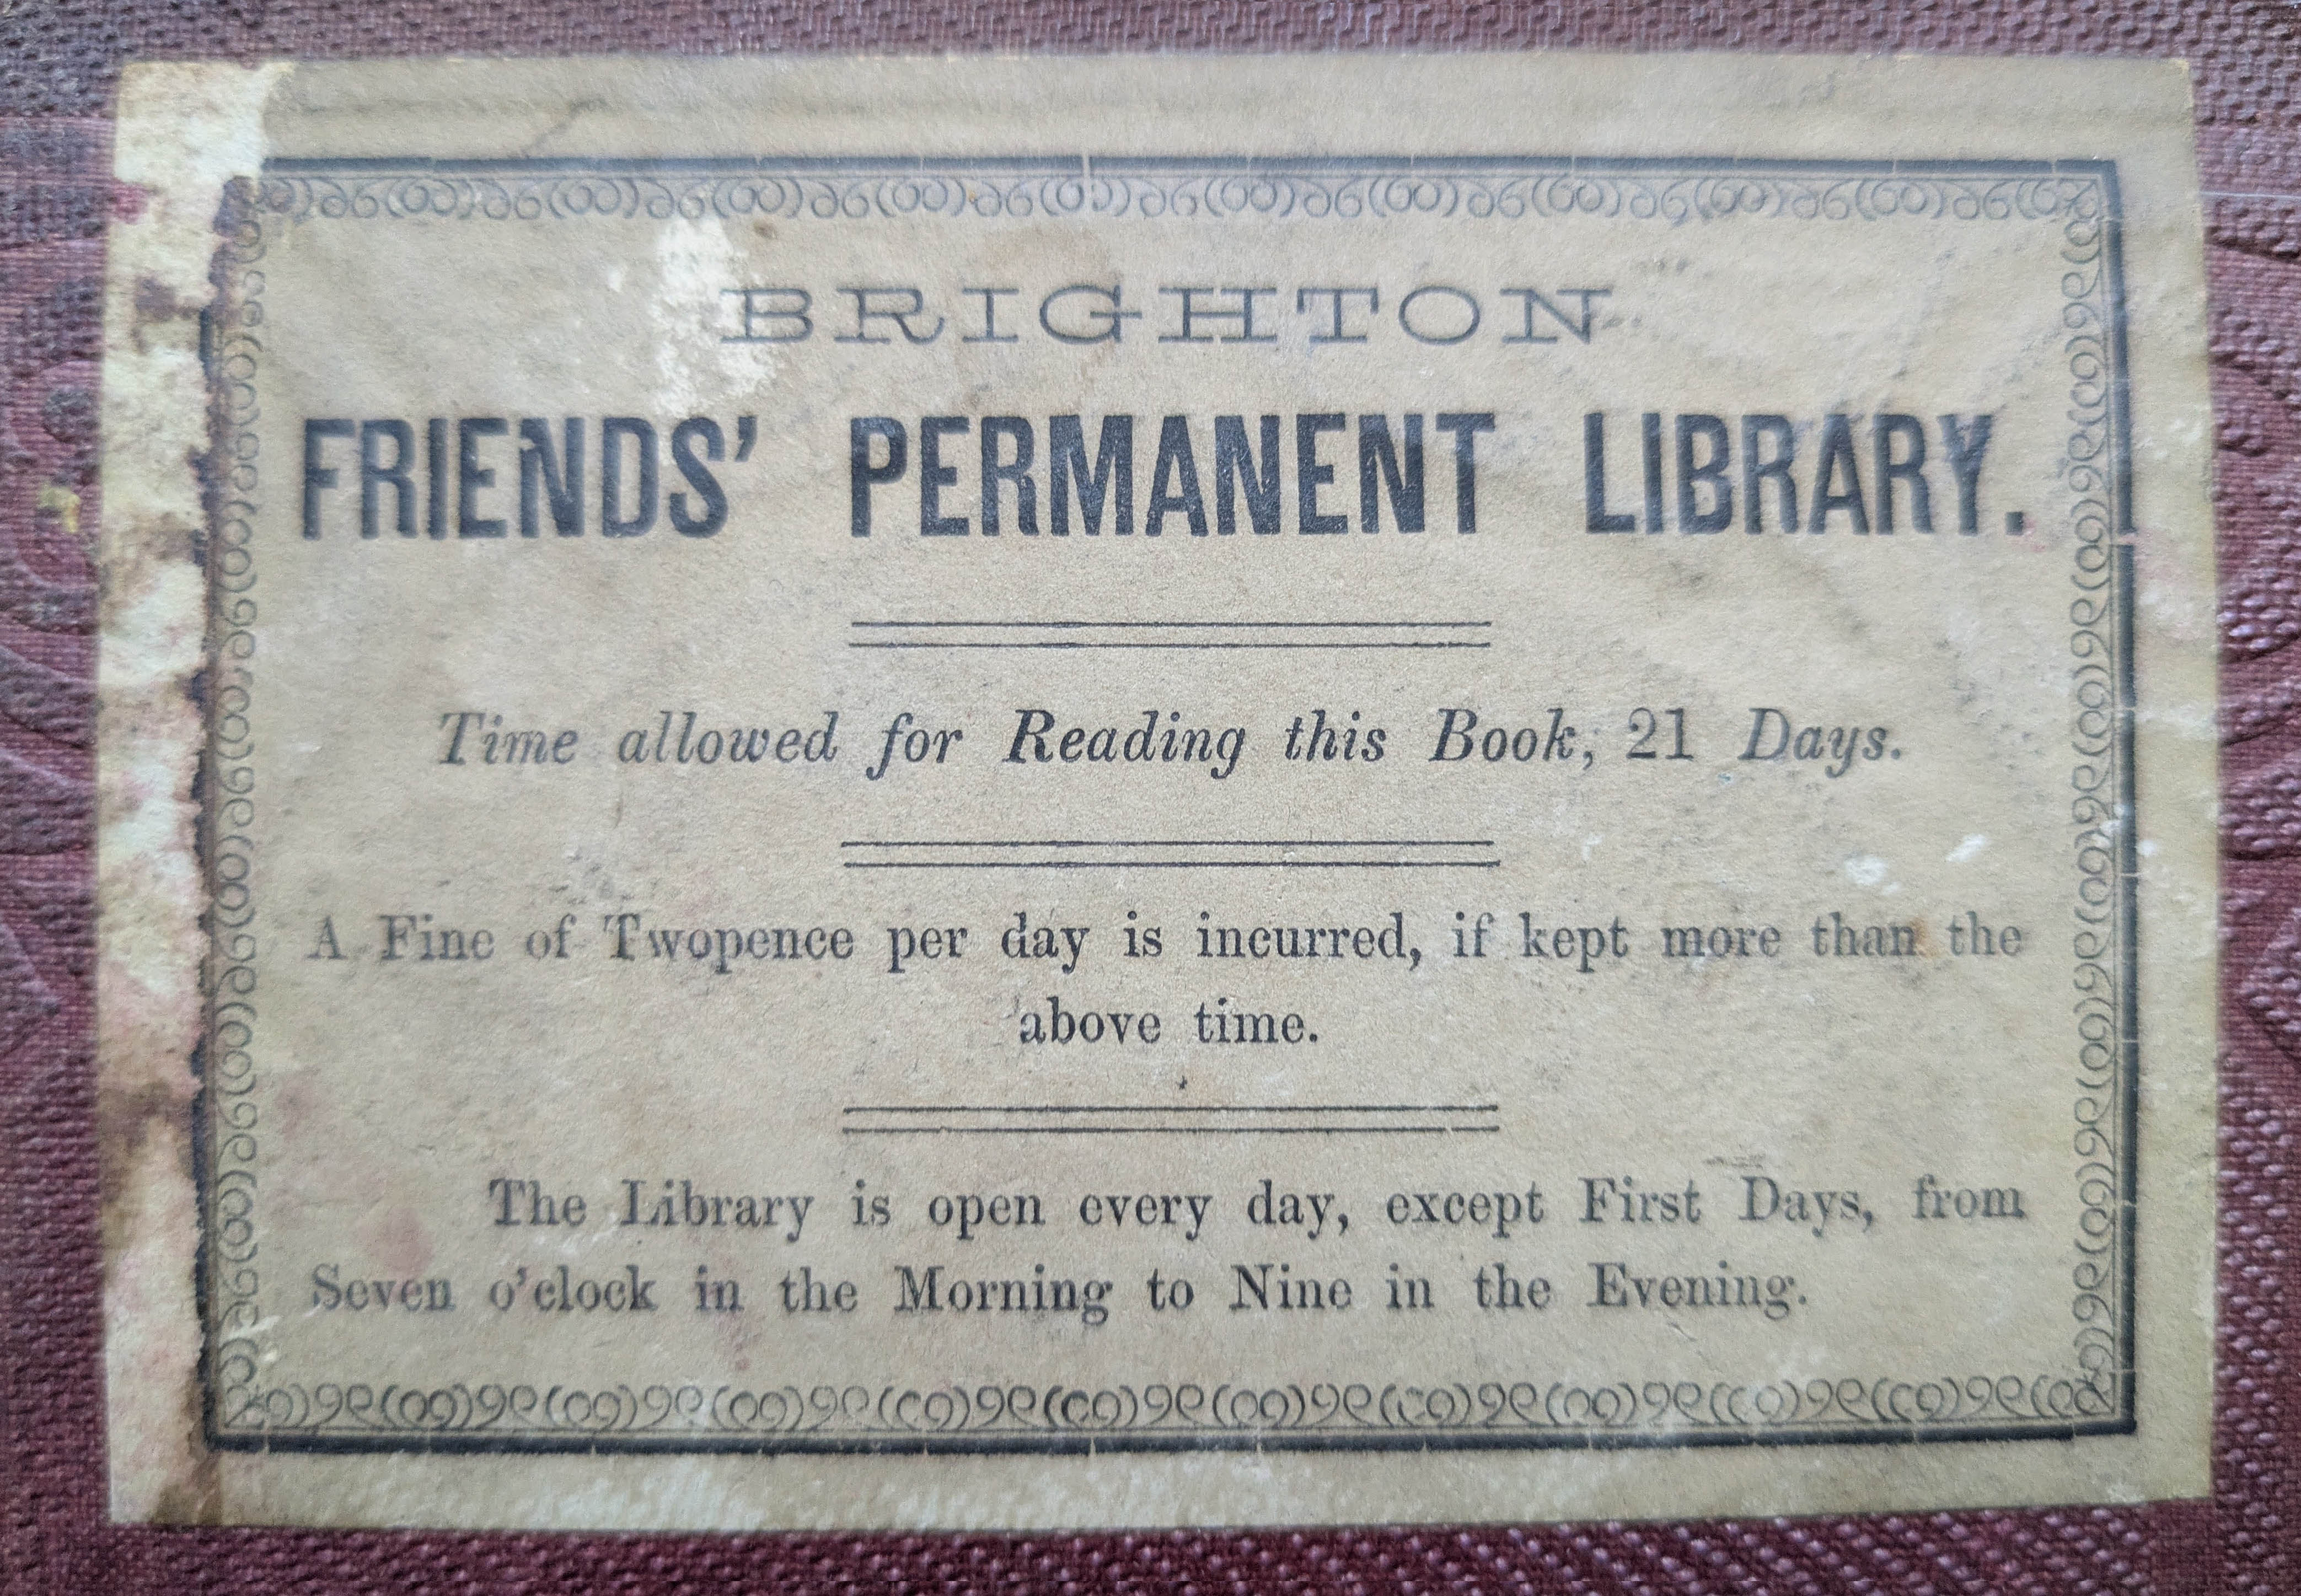 BRIGHTON
FRIENDS' PERMANENT LIBRARY.
Time allowed for Reading this Book, 21 Days.
A Fine of Twopence per day is incurred, if kept more than the
above time.
The Library is open every day, except First Days, from
Seven o'clock in the Morning to Nine in the Evening.